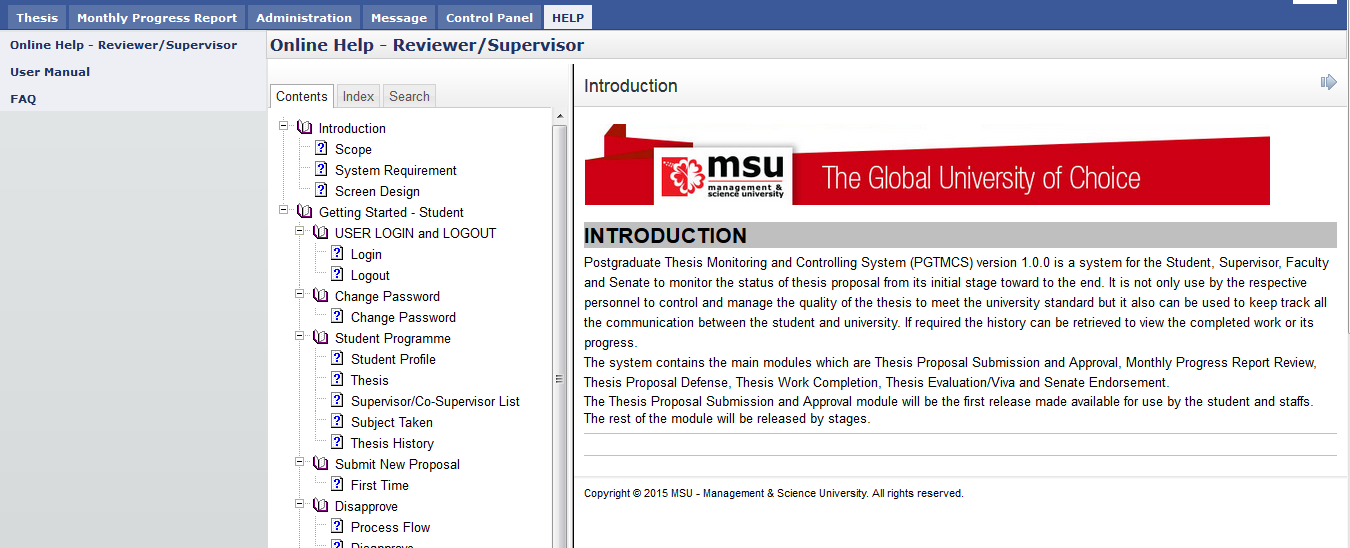 Thesis
Monthly Progress Report
Administration
Message
Control Panel
HELP
Online Help - Reviewer/Supervisor
User Manual
FAQ
Online Help - Reviewer/Supervisor
Contents
Index
Search
Introduction
Scope
System Requirement
Screen Design
Getting Started - Student
USER LOGIN and LOGOUT
Login
Logout
Change Password
Change Password
Student Programme
Student Profile
Thesis
Supervisor/Co-Supervisor List
Subject Taken
Thesis History
Submit New Proposal
First Time
Disapprove
Process Flow
Disapprove
Introduction
msu
management &
science university
The Global University of Choice
INTRODUCTION
Postgraduate Thesis Monitoring and Controlling System (PGTMCS) version 1.0.0 is a system for the Student, Supervisor, Faculty
and Senate to monitor the status of thesis proposal from its initial stage toward to the end. It is not only use by the respective
personnel to control and manage the quality of the thesis to meet the university standard but it also can be used to keep track all
the communication between the student and university. If required the history can be retrieved to view the completed work or its
progress.
The system contains the main modules which are Thesis Proposal Submission and Approval, Monthly Progress Report Review,
Thesis Proposal Defense, Thesis Work Completion, Thesis Evaluation/Viva and Senate Endorsement.
The Thesis Proposal Submission and Approval module will be the first release made available for use by the student and staffs.
The rest of the module will be released by stages.
Copyright © 2015 MSU - Management & Science University. All rights reserved.